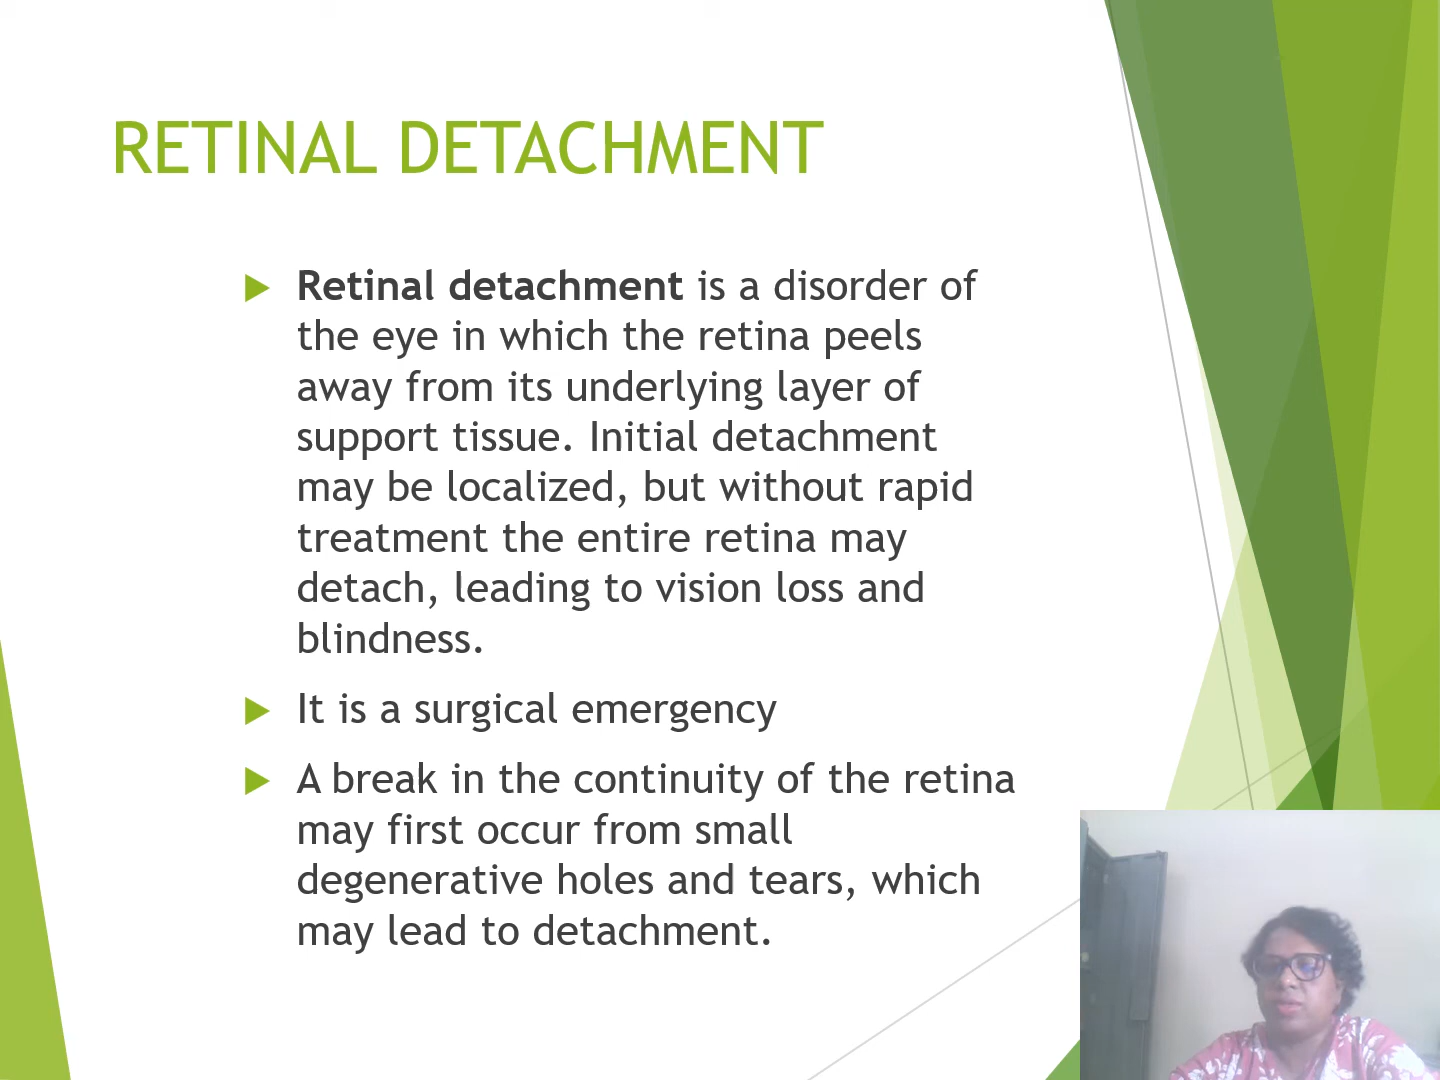 RETINAL DETACHMENT
Retinal detachment is a disorder of
the eye in which the retina peels
away from its underlying layer of
support tissue. Initial detachment
may be localized, but without rapid
treatment the entire retina may
detach, leading to vision loss and
blindness.
It is a surgical emergency
A break in the continuity of the retina
may first occur from small
degenerative holes and tears, which
may lead to detachment.